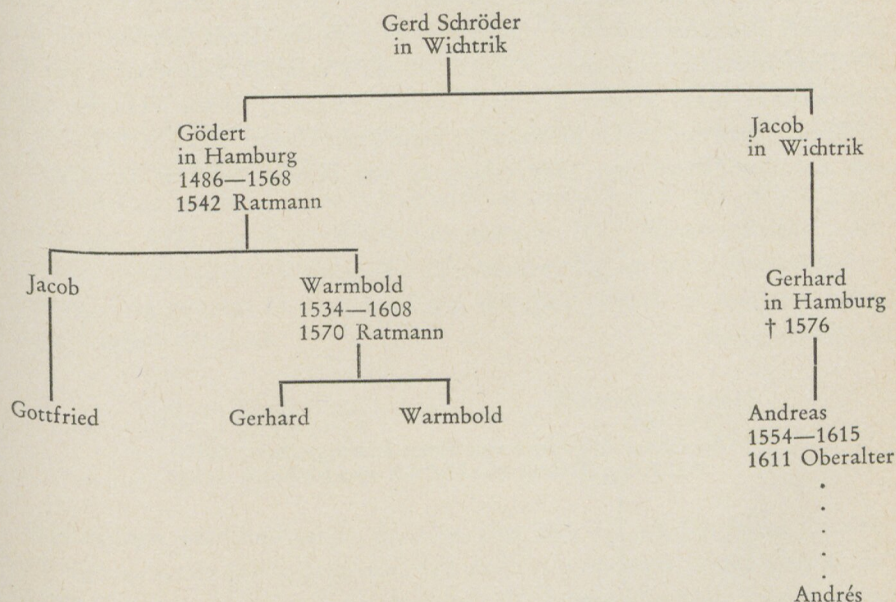 Gerd Schröder
in Wichtrik
Gödert
in Hamburg
1486—1568
1542 Ratmann
Jacob
in Wichtrik
Jacob
Warmbold
1534—1608
1570 Ratmann
Gerhard
in Hamburg
† 1576
Gottfried
Gerhard
Warmbold
Andreas
1554—1615
1611 Oberalter
Andrés